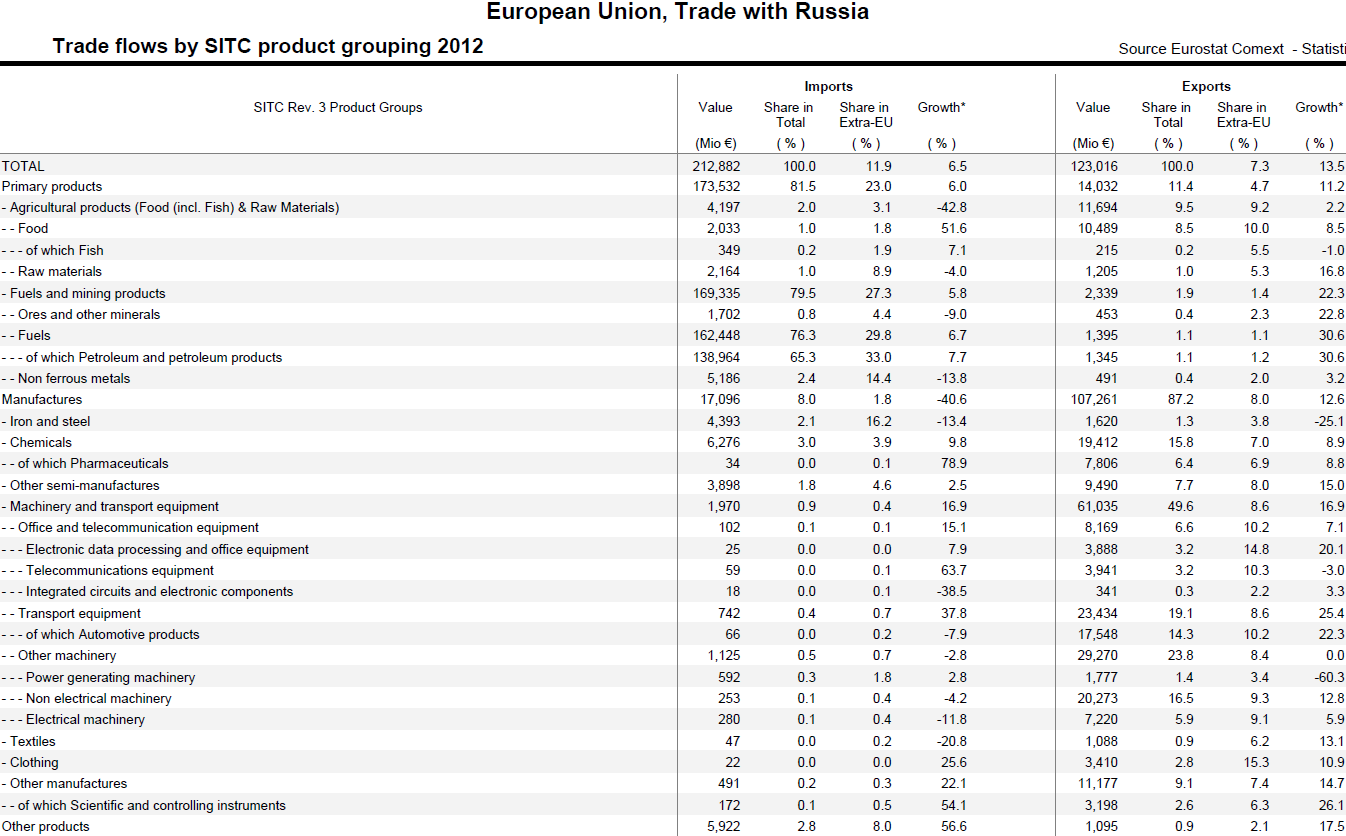 European Union, Trade with Russia
Trade flows by SITC product grouping 2012 Source Eurostat Comext - Statisti
Imports Exports
SITC Rev. 3 Product Groups Value Share in Share in Growth* Value Share in Share in Growth*
Total Extra-EU Total Extra-EU
(Mio €) ( % ) ( % ) ( % ) (Mio €) ( % ) ( % ) ( % )
TOTAL 212,882 100.0 11.9 6.5 123,016 100.0 7.3 13.5
Primary products 173,532 81.5 23.0 6.0 14,032 11.4 4.7 11.2
- Agricultural products (Food (incl. Fish) & Raw Materials) 4,197 2.0 3.1 -42.8 11,694 9.5 9.2 2.2
- - Food 2,033 1.0 1.8 51.6 10,489 8.5 10.0 8.5
- - - of which Fish 349 0.2 1.9 7.1 215 0.2 5.5 -1.0
- - Raw materials 2,164 1.0 8.9 -4.0 1,205 1.0 5.3 16.8
- Fuels and mining products 169,335 79.5 27.3 5.8 2,339 1.9 1.4 22.3
- - Ores and other minerals 1,702 0.8 4.4 -9.0 453 0.4 2.3 22.8
- - Fuels 162,448 76.3 29.8 6.7 1,395 1.1 1.1 30.6
- - - of which Petroleum and petroleum products 138,964 65.3 33.0 7.7 1,345 1.1 1.2 30.6
- - Non ferrous metals 5,186 2.4 14.4 -13.8 491 0.4 2.0 3.2
Manufactures 17,096 8.0 1.8 -40.6 107,261 87.2 8.0 12.6
- Iron and steel 4,393 2.1 16.2 -13.4 1,620 1.3 3.8 -25.1
- Chemicals 6,276 3.0 3.9 9.8 19,412 15.8 7.0 8.9
- - of which Pharmaceuticals 34 0.0 0.1 78.9 7,806 6.4 6.9 8.8
- Other semi-manufactures 3,898 1.8 4.6 2.5 9,490 7.7 8.0 15.0
- Machinery and transport equipment 1,970 0.9 0.4 16.9 61,035 49.6 8.6 16.9
- - Office and telecommunication equipment 102 0.1 0.1 15.1 8,169 6.6 10.2 7.1
- - - Electronic data processing and office equipment 25 0.0 0.0 7.9 3,888 3.2 14.8 20.1
- - - Telecommunications equipment 59 0.0 0.1 63.7 3,941 3.2 10.3 -3.0
- - - Integrated circuits and electronic components 18 0.0 0.1 -38.5 341 0.3 2.2 3.3
- - Transport equipment 742 0.4 0.7 37.8 23,434 19.1 8.6 25.4
- - - of which Automotive products 66 0.0 0.2 -7.9 17,548 14.3 10.2 22.3
- - Other machinery 1,125 0.5 0.7 -2.8 29,270 23.8 8.4 0.0
- - - Power generating machinery 592 0.3 1.8 2.8 1,777 1.4 3.4 -60.3
- - - Non electrical machinery 253 0.1 0.4 -4.2 20,273 16.5 9.3 12.8
- - - Electrical machinery 280 0.1 0.4 -11.8 7,220 5.9 9.1 5.9
- Textiles 47 0.0 0.2 -20.8 1,088 0.9 6.2 13.1
- Clothing 22 0.0 0.0 25.6 3,410 2.8 15.3 10.9
- Other manufactures 491 0.2 0.3 22.1 11,177 9.1 7.4 14.7
- - of which Scientific and controlling instruments 172 0.1 0.5 54.1 3,198 2.6 6.3 26.1
Other products 5,922 2.8 8.0 56.6 1,095 0.9 2.1 17.5